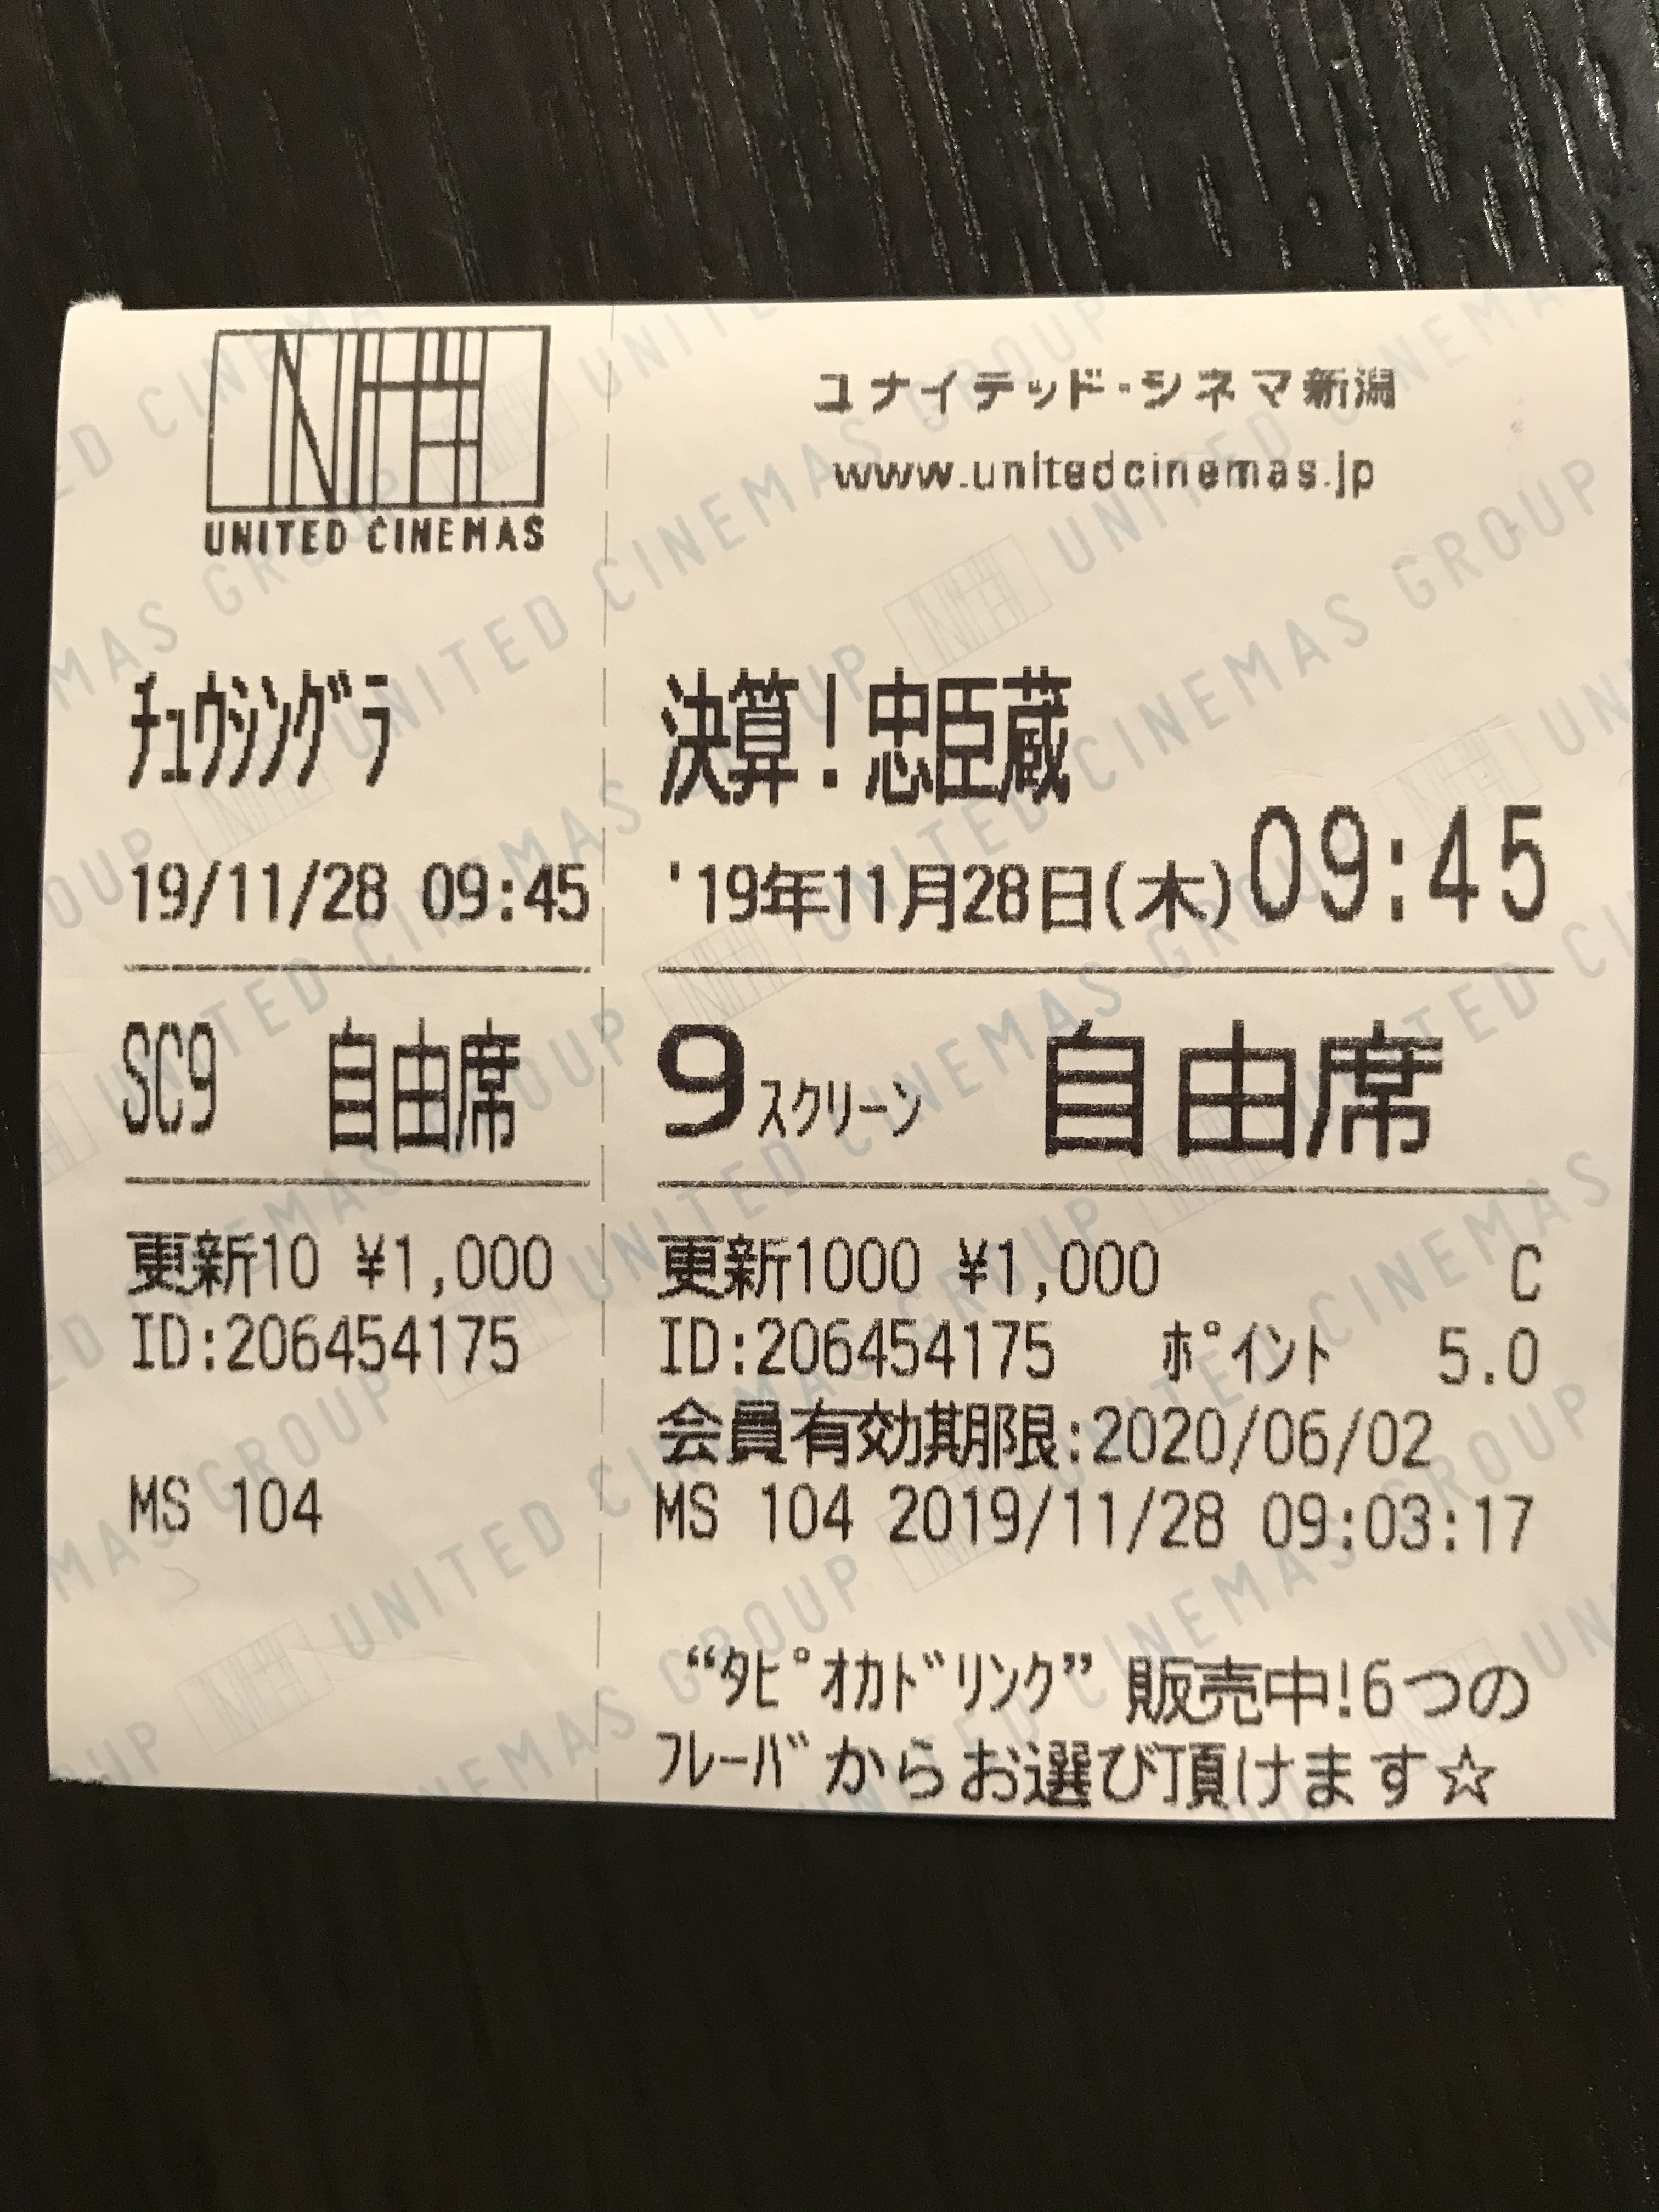 UNITED CINEMAS
ユナイテッド・シネマ新潟
www.unitedcinemas.jp
チュウシングラ
19/11/28 09:45
SC9 自由席
更新10 ¥1,000
ID:206454175
MS 104
決算!忠臣蔵
'19年11月28日(木)09:45
9スクリーン 自由席
更新1000 ¥1,000 C
ID:206454175 ポイント 5.0
会員有効期限:2020/06/02
MS 104 2019/11/28 09:03:17
“タピオカドリンク” 販売中!6つの
フレーバからお選び頂けます☆